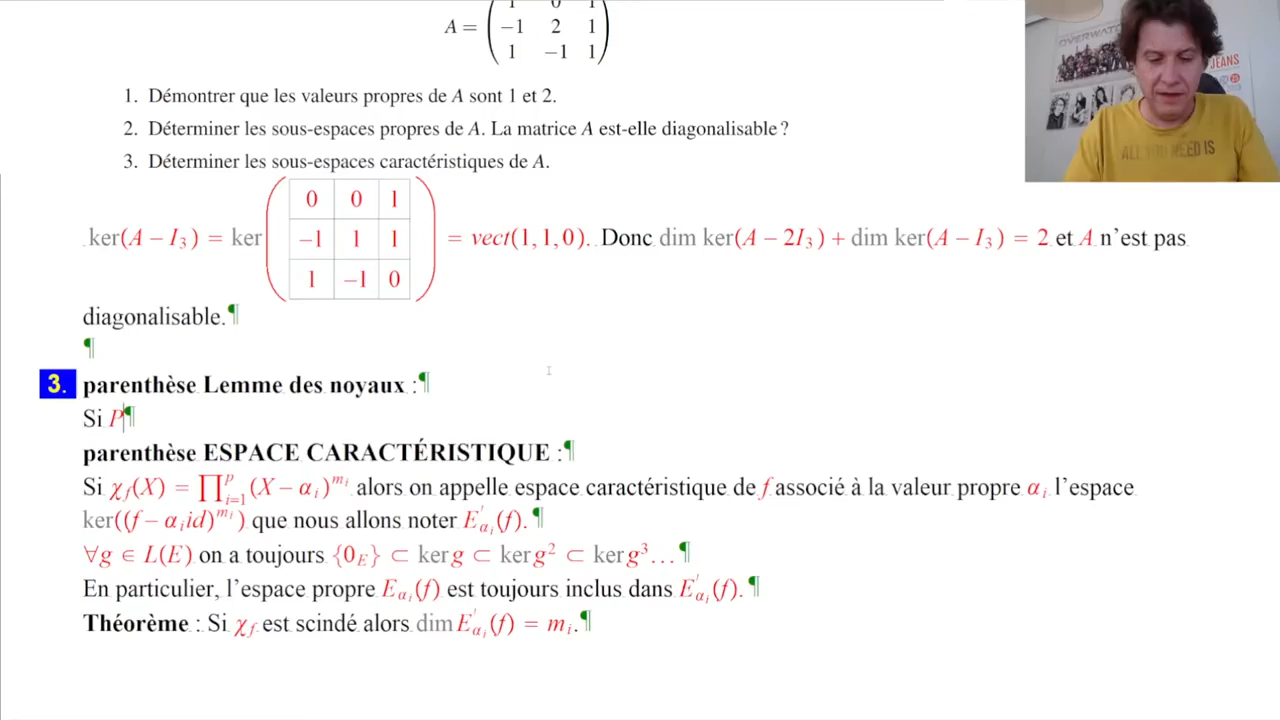 A = ( 1 0 1
−1 2 1
1 −1 1 )
1. Démontrer que les valeurs propres de A sont 1 et 2.
2. Déterminer les sous-espaces propres de A. La matrice A est-elle diagonalisable ?
3. Déterminer les sous-espaces caractéristiques de A.
0 0 1
ker(A − I₃) = ker ( −1 1 1 ) = vect(1, 1, 0). Donc dim ker(A − 2I₃) + dim ker(A − I₃) = 2 et A n’est pas
1 −1 0
diagonalisable.¶
¶
3. parenthèse Lemme des noyaux :¶
Si P¶
parenthèse ESPACE CARACTÉRISTIQUE :¶
Si χ_f(X) = ∏_{i=1}^{p} (X − α_i)^{m_i} alors on appelle espace caractéristique de f associé à la valeur propre α_i l’espace
ker((f − α_i id)^{m_i}) que nous allons noter E'_{α_i}(f).¶
∀g ∈ L(E) on a toujours {0_E} ⊂ ker g ⊂ ker g² ⊂ ker g³…¶
En particulier, l’espace propre E_{α_i}(f) est toujours inclus dans E'_{α_i}(f).¶
Théorème : Si χ_f est scindé alors dim E'_{α_i}(f) = m_i.¶
OVERWATCH
JEANS
ALL YOU NEED IS